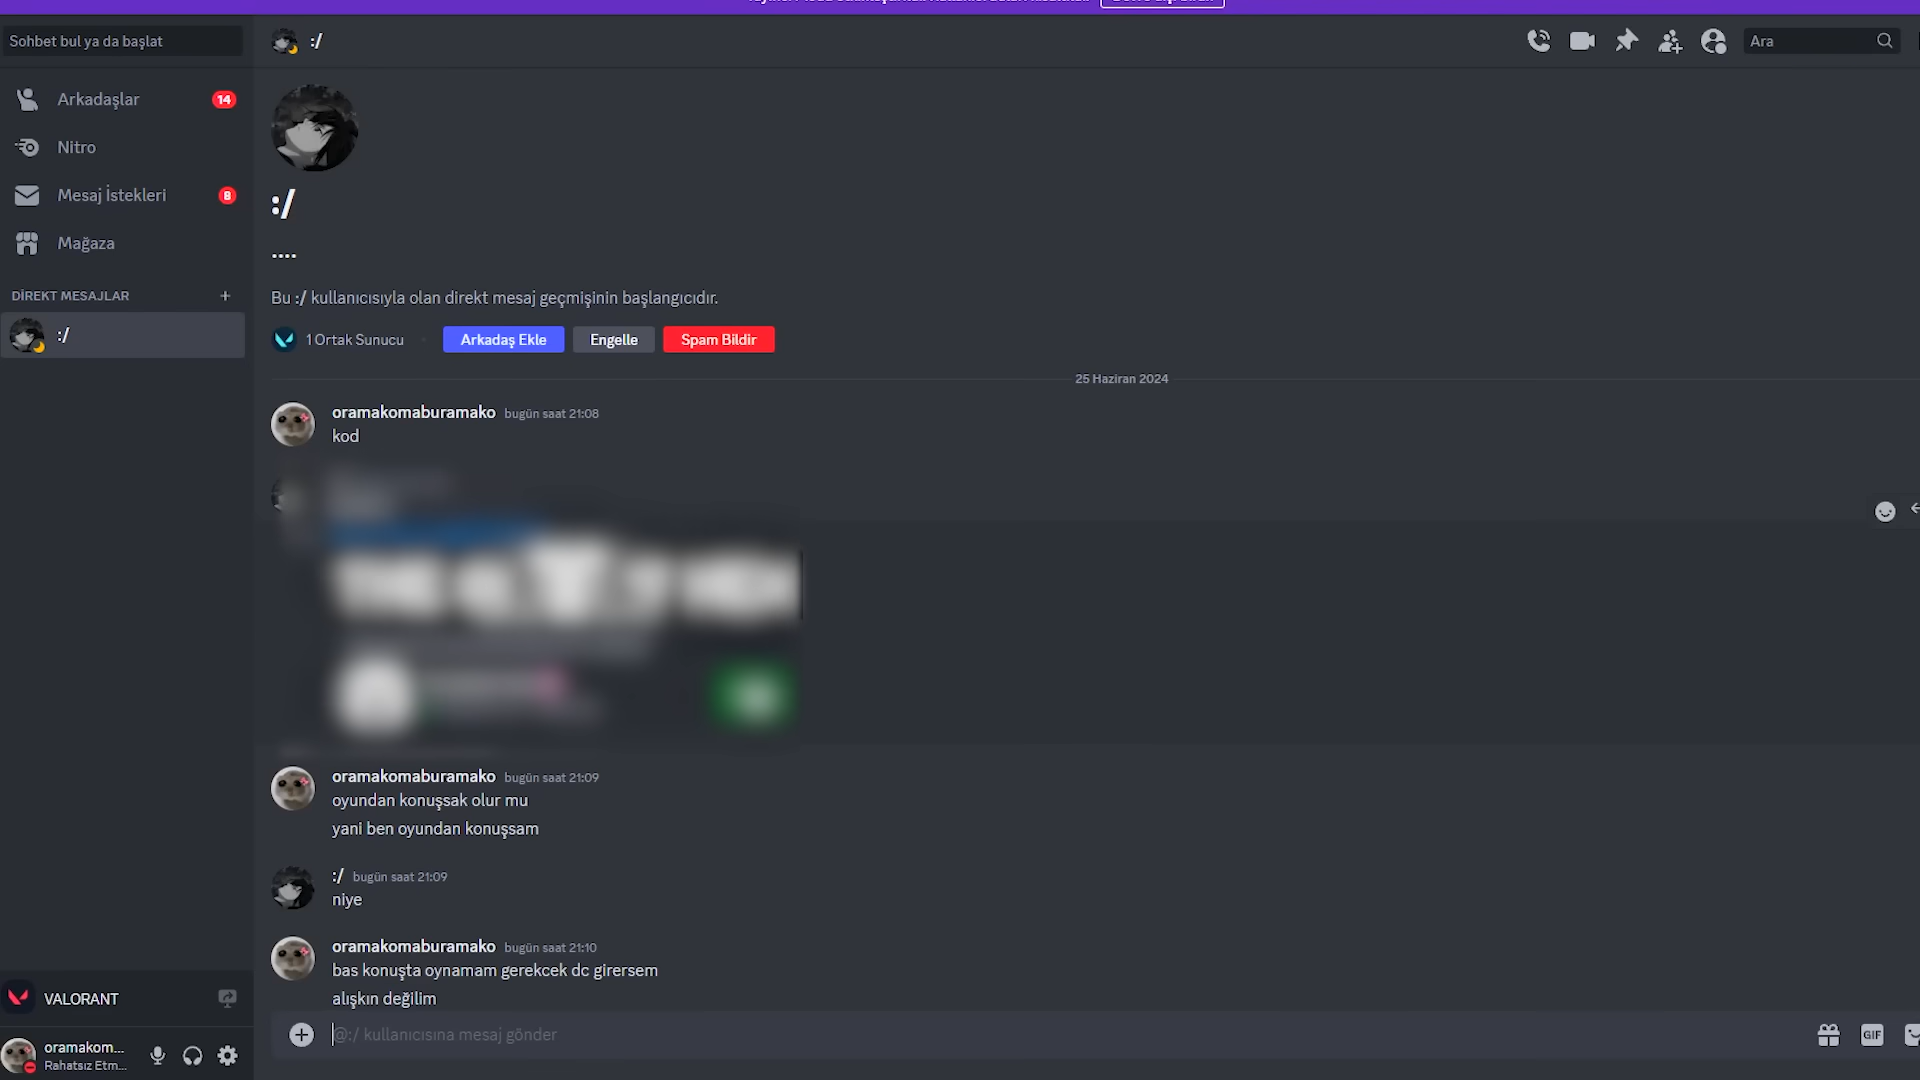 Sohbet bul ya da başlat
:/
Ara
Arkadaşlar
14
Nitro
Mesaj İstekleri
8
Mağaza
DİREKT MESAJLAR
:/
:/
....
Bu :/ kullanıcısıyla olan direkt mesaj geçmişinin başlangıcıdır.
1 Ortak Sunucu
Arkadaş Ekle
Engelle
Spam Bildir
25 Haziran 2024
oramakomaburamako bugün saat 21:08
kod
oramakomaburamako bugün saat 21:09
oyundan konuşsak olur mu
yani ben oyundan konuşsam
:/ bugün saat 21:09
niye
oramakomaburamako bugün saat 21:10
bas konuşta oynamam gerekcek dc girersem
alışkın değilim
@:/ kullanıcısına mesaj gönder
GIF
VALORANT
oramakom...
Rahatsız Etm...